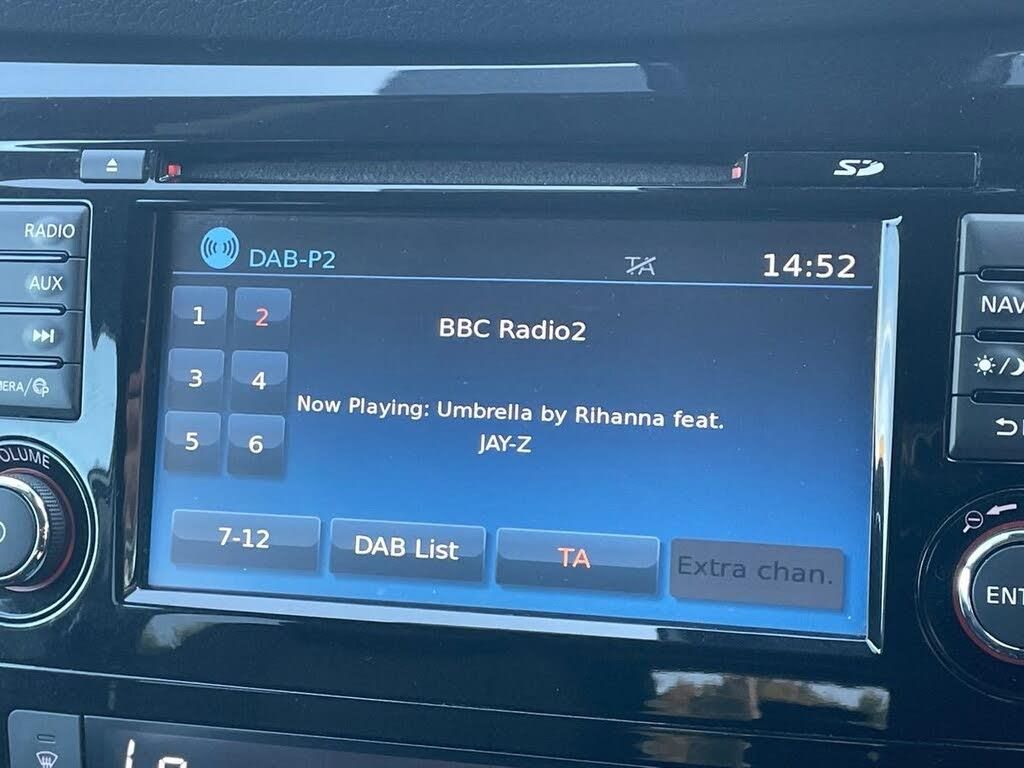 SD
RADIO
AUX
VOLUME
DAB-P2
TA
14:52
1
2
3
4
5
6
BBC Radio2
Now Playing: Umbrella by Rihanna feat.
JAY-Z
7-12
DAB List
TA
Extra chan.
NAV
ENT